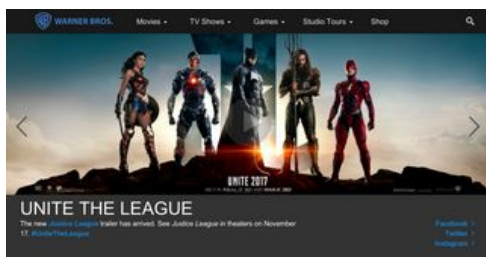 WARNER BROS. Movies TV Shows Games Studio Tours Shop
UNITE 2017
UNITE THE LEAGUE
The new Justice League trailer has arrived. See Justice League in theaters on November
17. #UniteTheLeague
Facebook
Twitter
Instagram